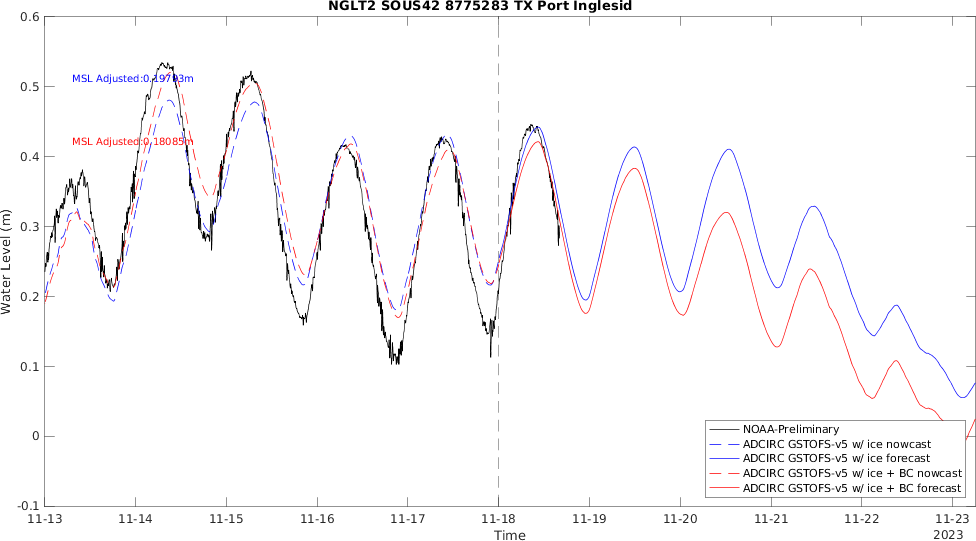 NGLT2 SOUS42 8775283 TX Port Inglesid
0.6
0.5
0.4
0.3
0.2
0.1
0
-0.1
Water Level (m)
MSL Adjusted:0.19793m
MSL Adjusted:0.18085m
NOAA-Preliminary
ADCIRC GSTOFS-v5 w/ ice nowcast
ADCIRC GSTOFS-v5 w/ ice forecast
ADCIRC GSTOFS-v5 w/ ice + BC nowcast
ADCIRC GSTOFS-v5 w/ ice + BC forecast
11-13 11-14 11-15 11-16 11-17 11-18 11-19 11-20 11-21 11-22 11-23
Time
2023